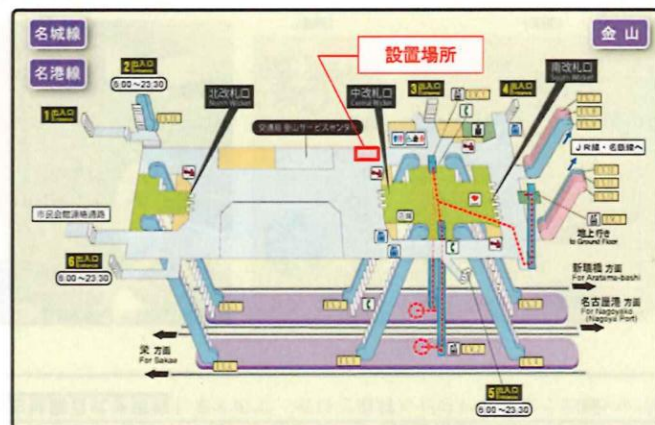 名城線
名港線
金山
設置場所
2出入口
6:00~23:30
北改札口
North Wicket
中改札口
Central Wicket
3出入口
4出入口
南改札口
South Wicket
1出入口
交通局 金山サービスセンター
JR線・名鉄線へ
市民会館連絡通路
店舗
地上行き
to Ground Floor
6出入口
6:00~23:30
新瑞橋 方面
For Aratama-bashi
名古屋港 方面
For Nagoyako
(Nagoya Port)
栄 方面
For Sakae
5出入口
6:00~23:30